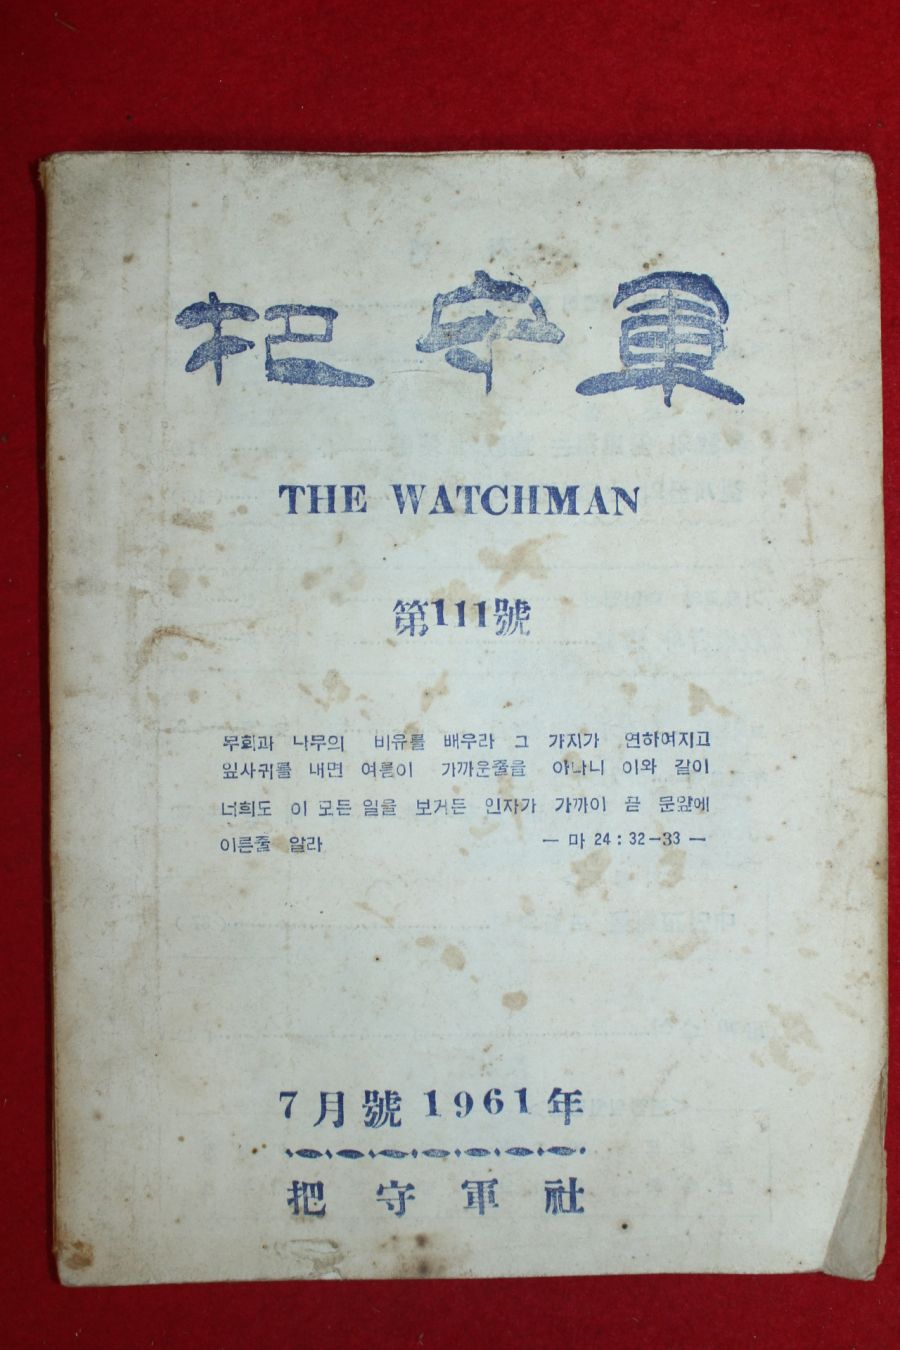 把守軍
THE WATCHMAN
第111號
무화과 나무의 비유를 배우라 그 가지가 연하여지고
잎사귀를 내면 여름이 가까운줄을 아나니 이와 같이
너희도 이 모든 일을 보거든 인자가 가까이 곧 문앞에
이른줄 알라 — 마 24 : 32—33 —
7月號 1961年
把守軍社